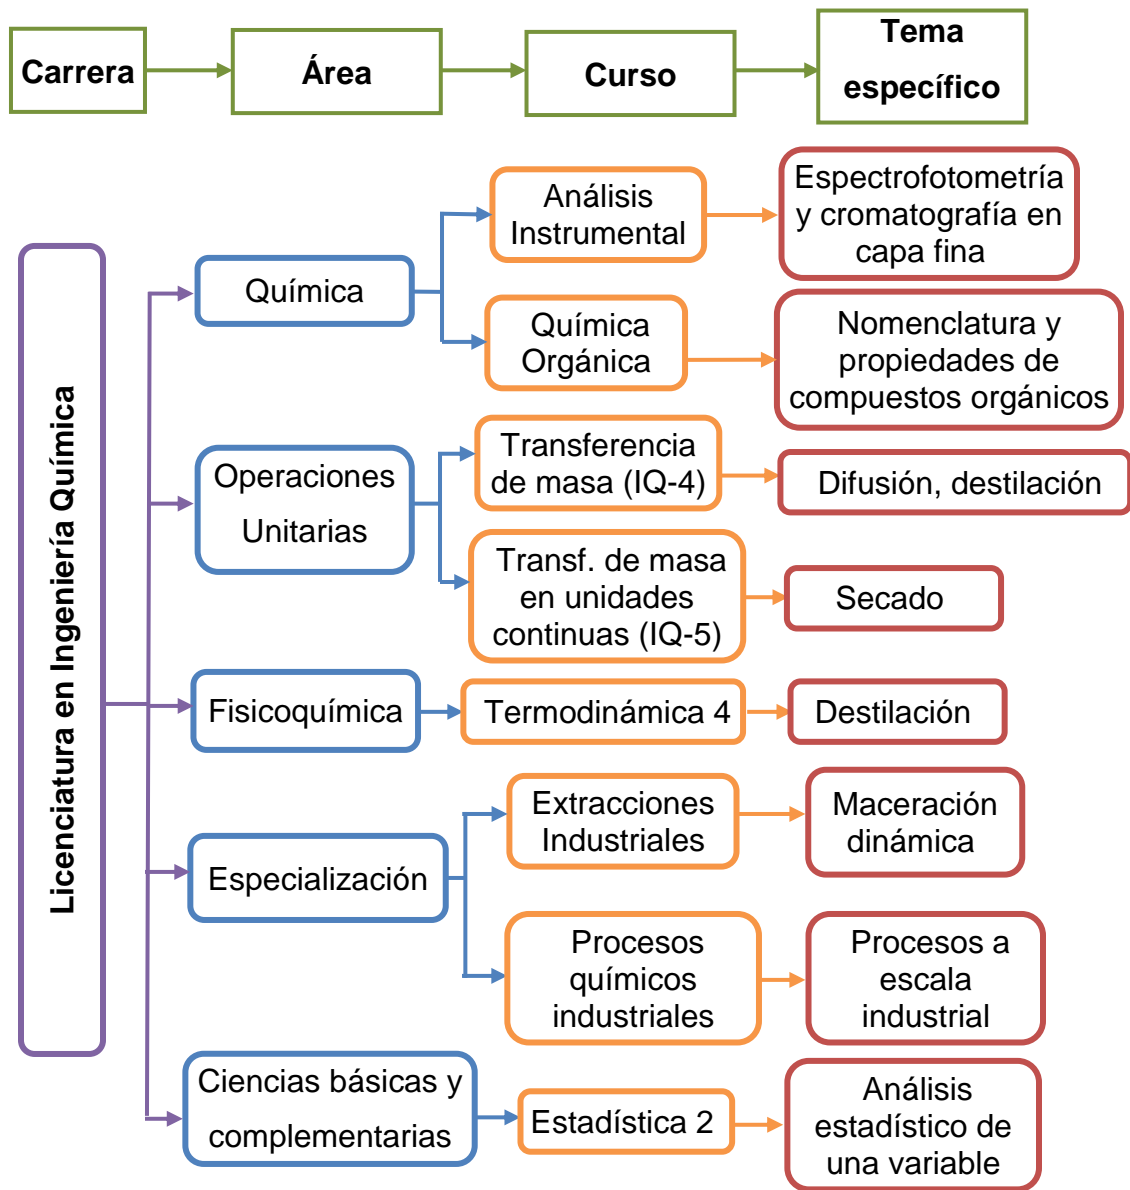 Carrera
Área
Curso
Tema
específico
Licenciatura en Ingeniería Química
Química
Análisis
Instrumental
Espectrofotometría
y cromatografía en
capa fina
Química
Orgánica
Nomenclatura y
propiedades de
compuestos orgánicos
Operaciones
Unitarias
Transferencia
de masa (IQ-4)
Difusión, destilación
Transf. de masa
en unidades
continuas (IQ-5)
Secado
Fisicoquímica
Termodinámica 4
Destilación
Especialización
Extracciones
Industriales
Maceración
dinámica
Procesos
químicos
industriales
Procesos a
escala
industrial
Ciencias básicas y
complementarias
Estadística 2
Análisis
estadístico de
una variable